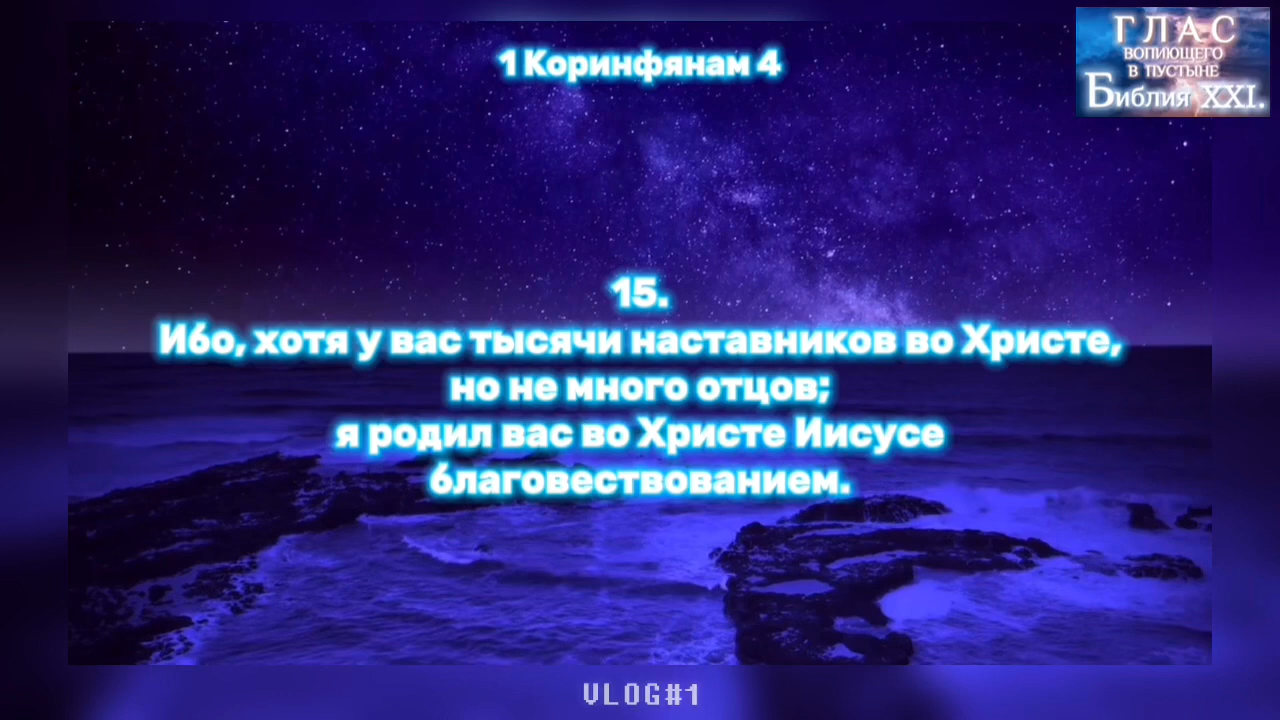 1 Коринфянам 4
ГЛАС
ВОПИЮЩЕГО
В ПУСТЫНЕ
Библия XXI.
15.
Ибо, хотя у вас тысячи наставников во Христе,
но не много отцов;
я родил вас во Христе Иисусе
благовествованием.
VLOG#1